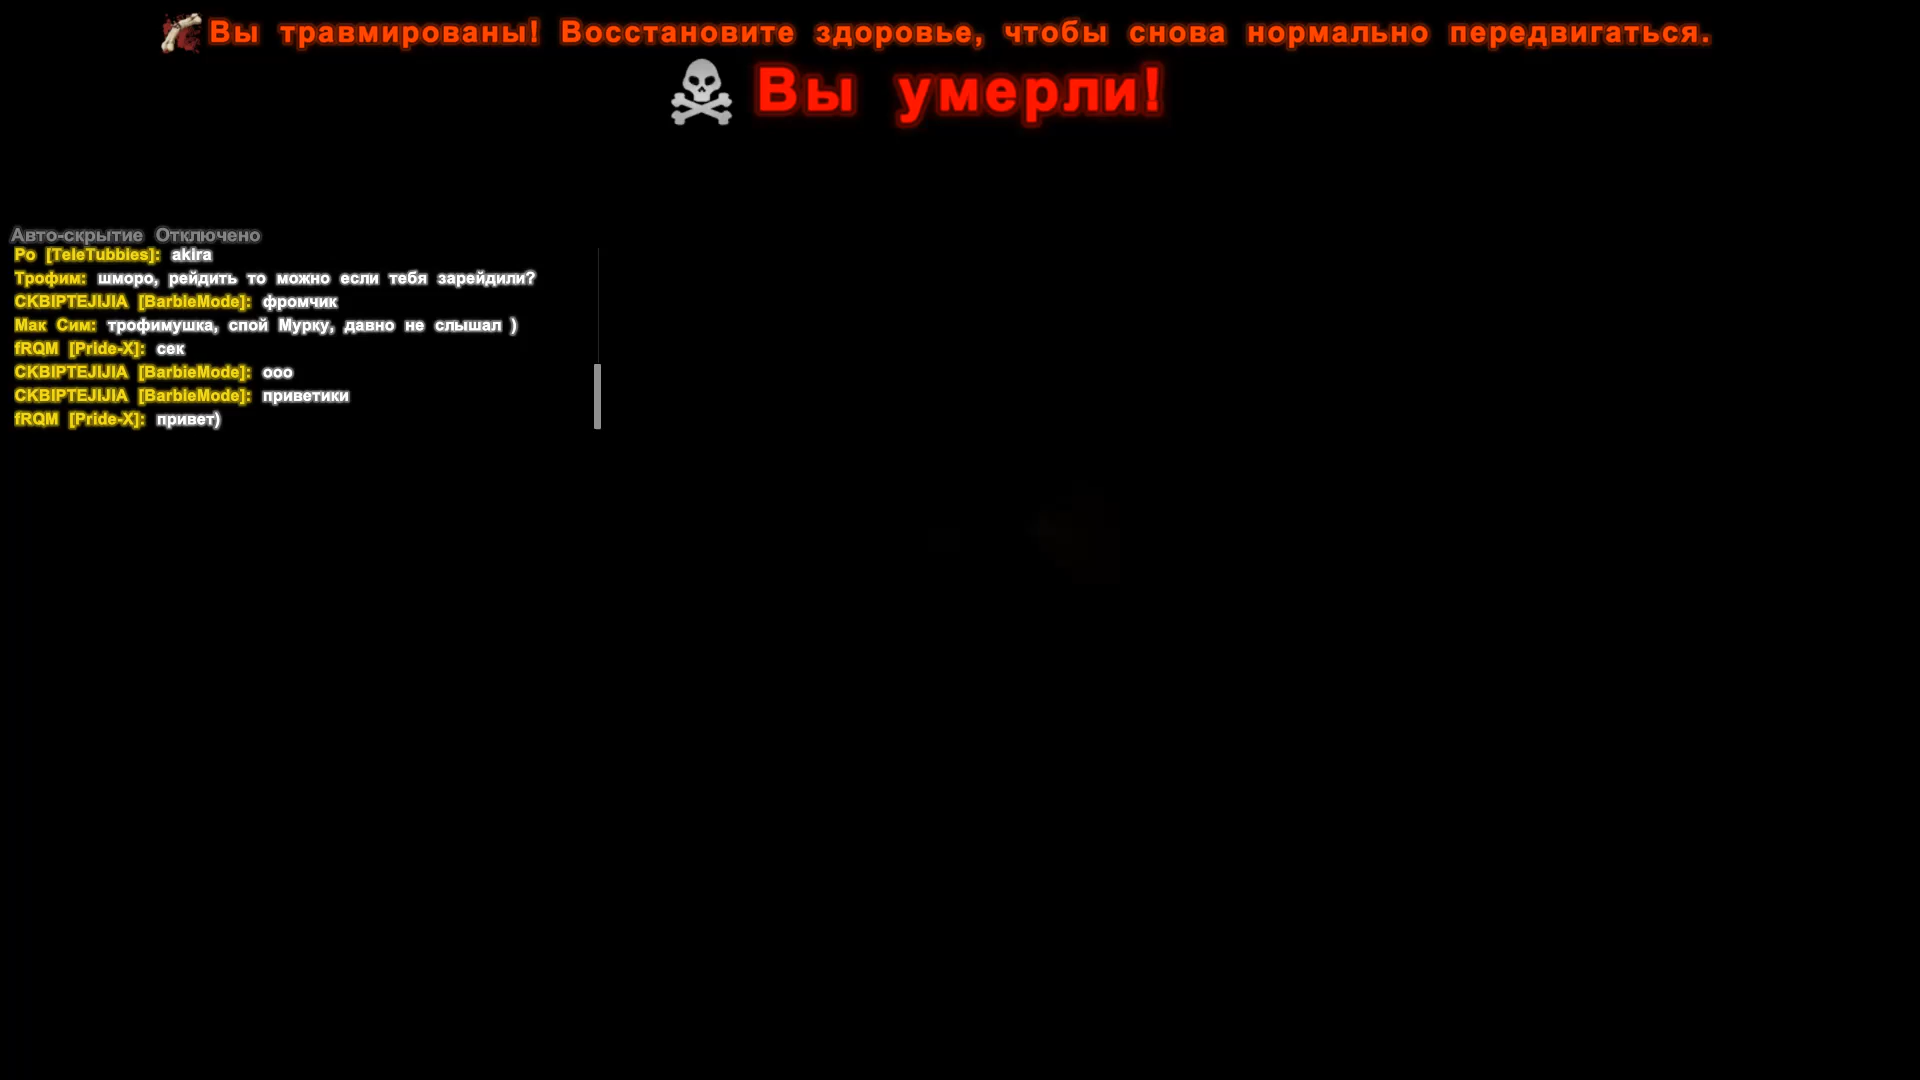 Вы травмированы! Восстановите здоровье, чтобы снова нормально передвигаться.
Вы умерли!
Авто-скрытие Отключено
Po [TeleTubbies]: akira
Трофим: шморо, рейдить то можно если тебя зарейдили?
CKBIPTEJIJIA [BarbieMode]: фромчик
Мак Сим: трофимушка, спой Мурку, давно не слышал )
fRQM [Pride-X]: сек
CKBIPTEJIJIA [BarbieMode]: ооо
CKBIPTEJIJIA [BarbieMode]: приветики
fRQM [Pride-X]: привет)